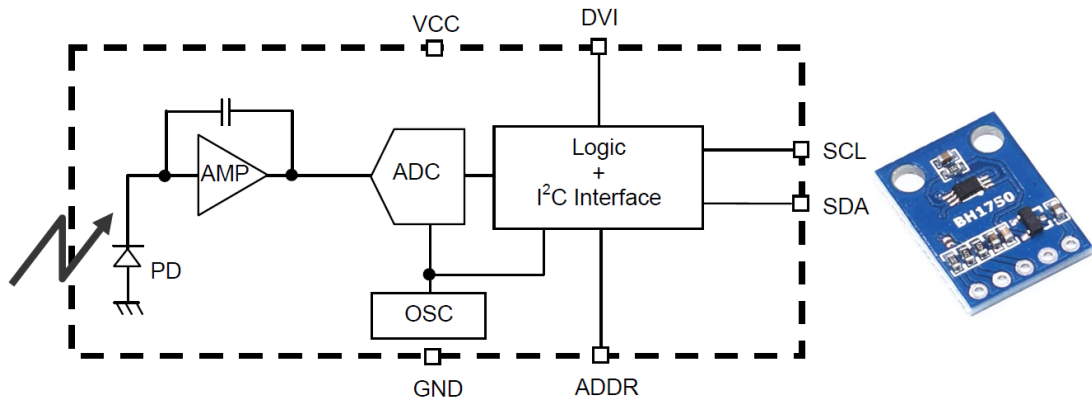 VCC
DVI
AMP
ADC
Logic
+
I²C Interface
SCL
SDA
PD
OSC
GND
ADDR
BH1750